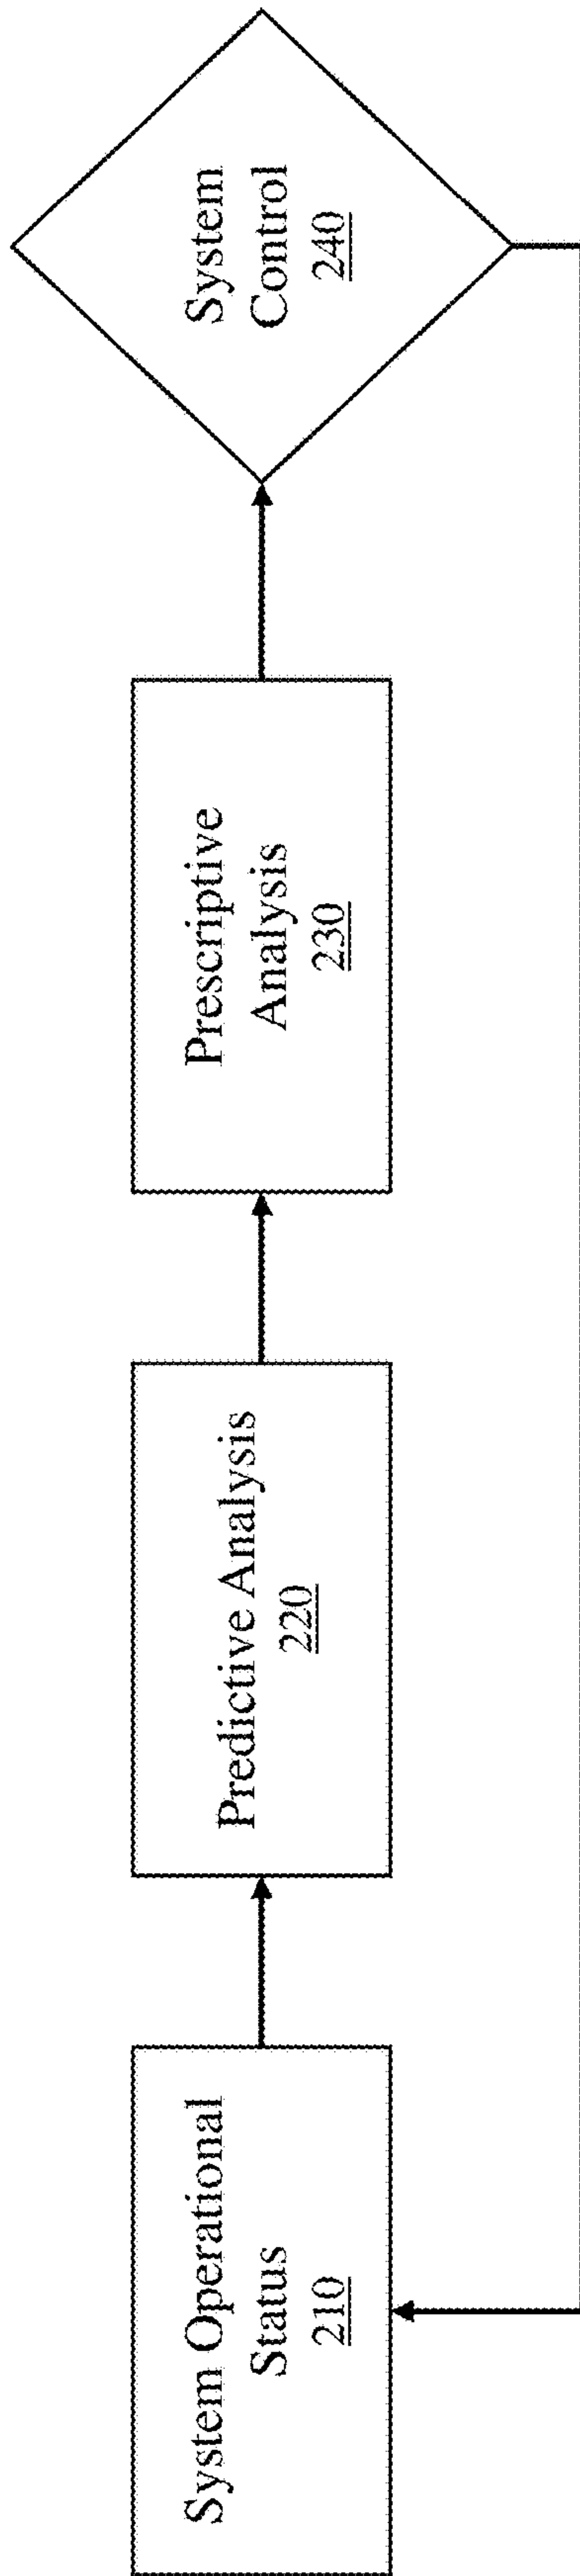 System Operational
Status
210
Predictive Analysis
220
Prescriptive
Analysis
230
System
Control
240